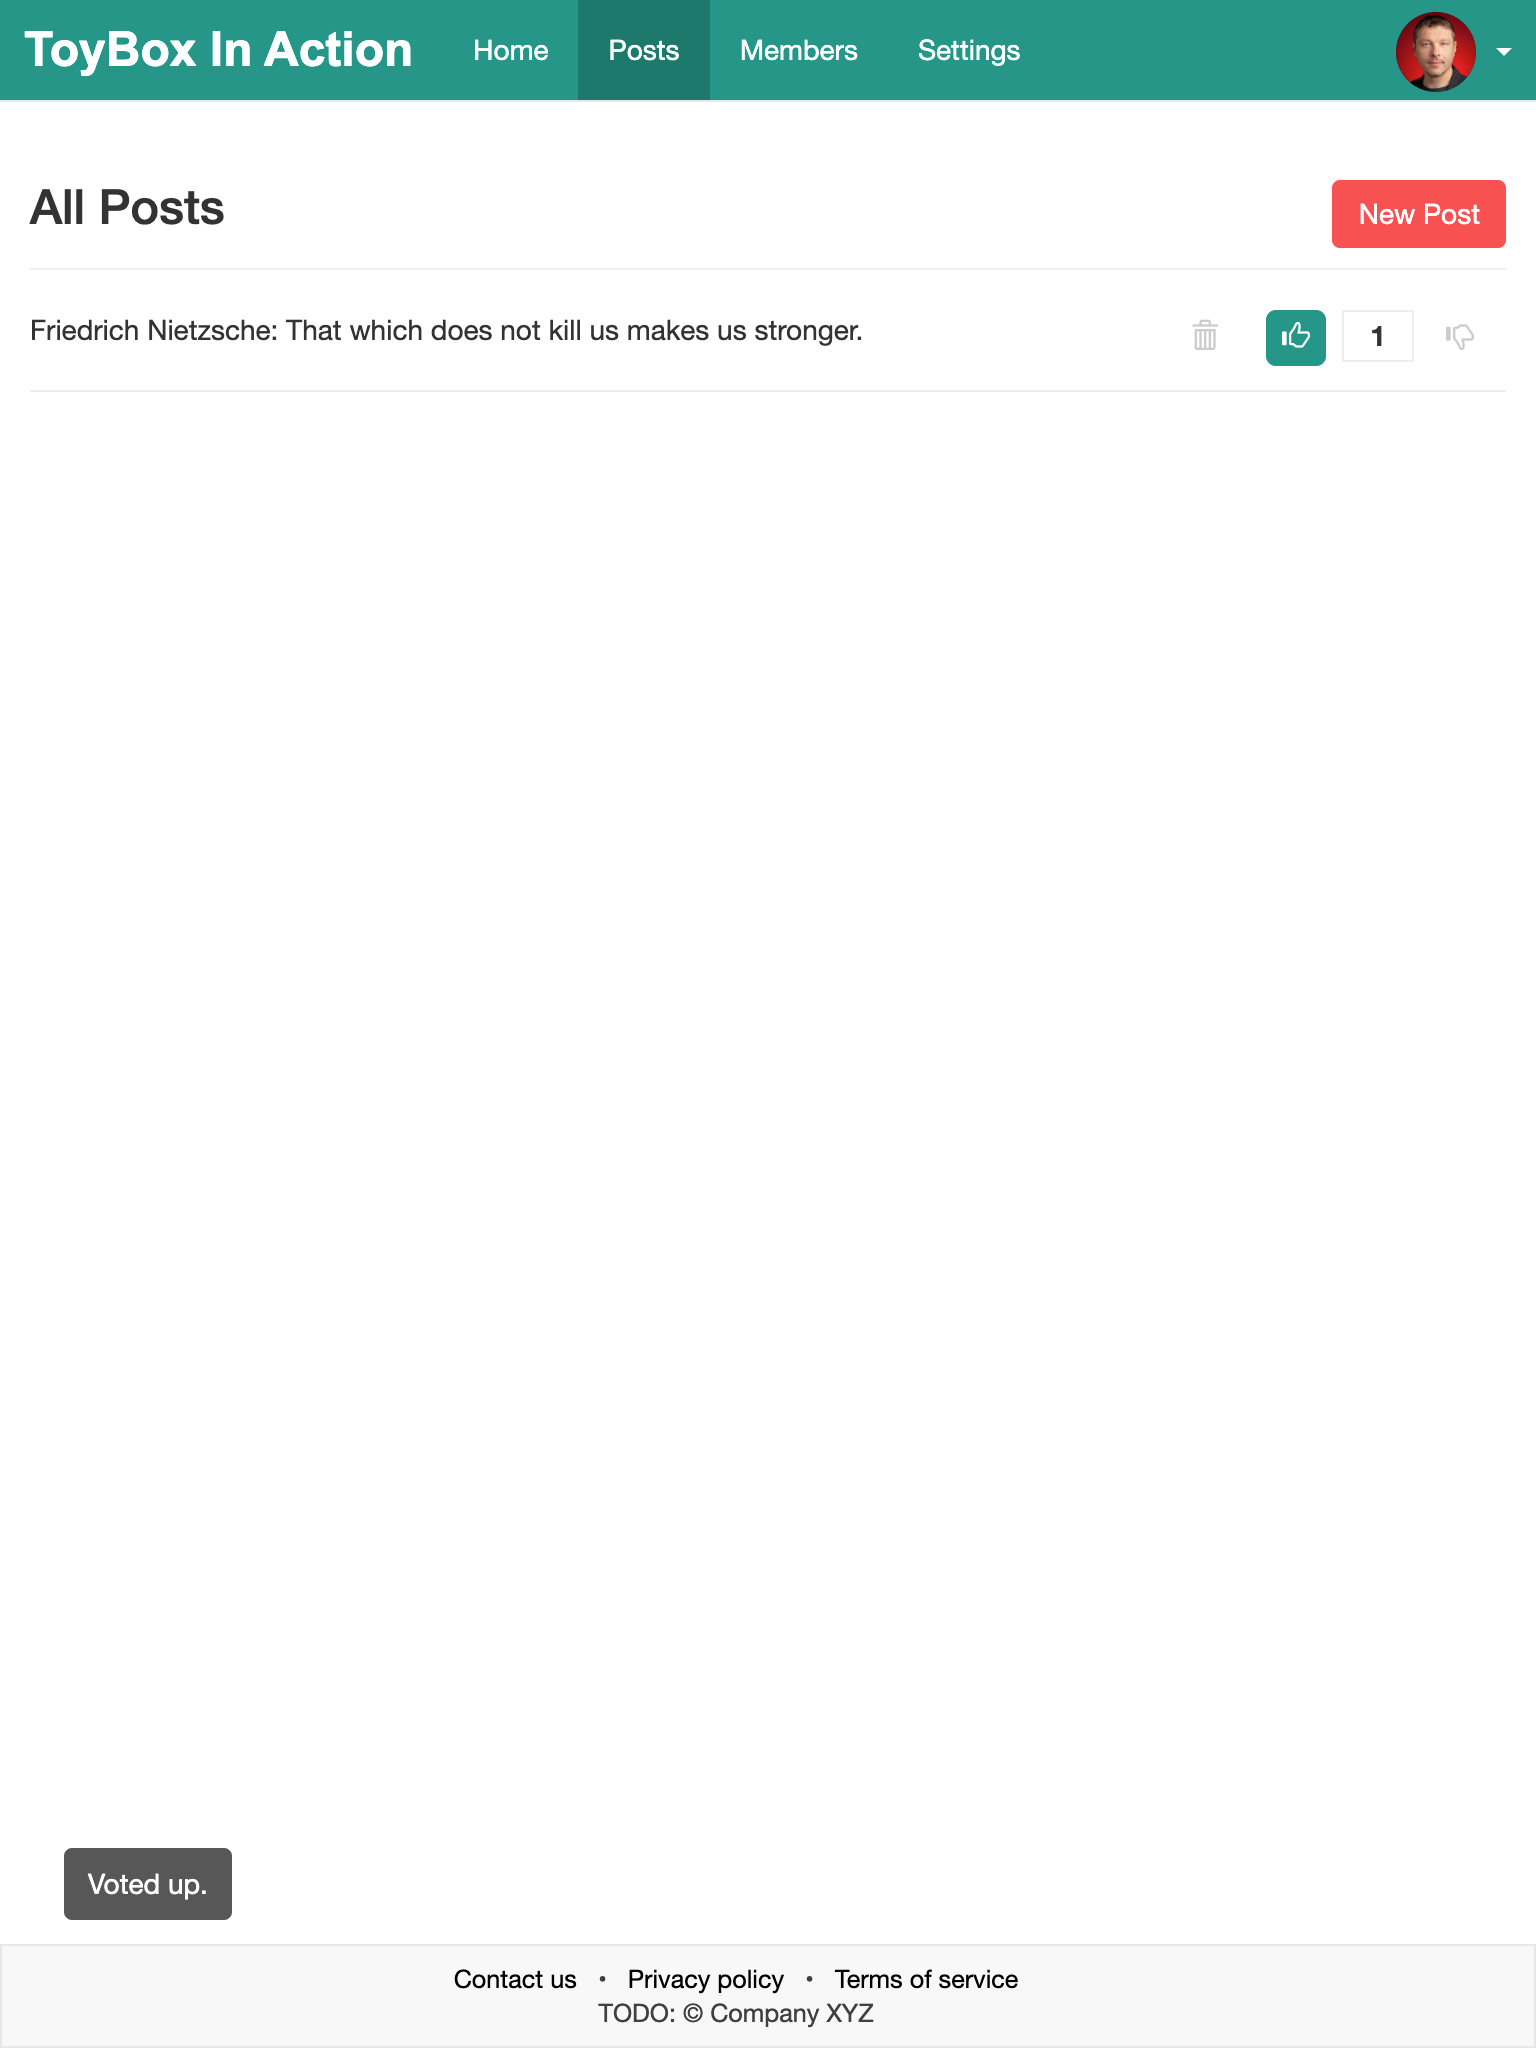 ToyBox In Action Home Posts Members Settings
All Posts New Post
Friedrich Nietzsche: That which does not kill us makes us stronger. 1
Voted up.
Contact us • Privacy policy • Terms of service
TODO: © Company XYZ